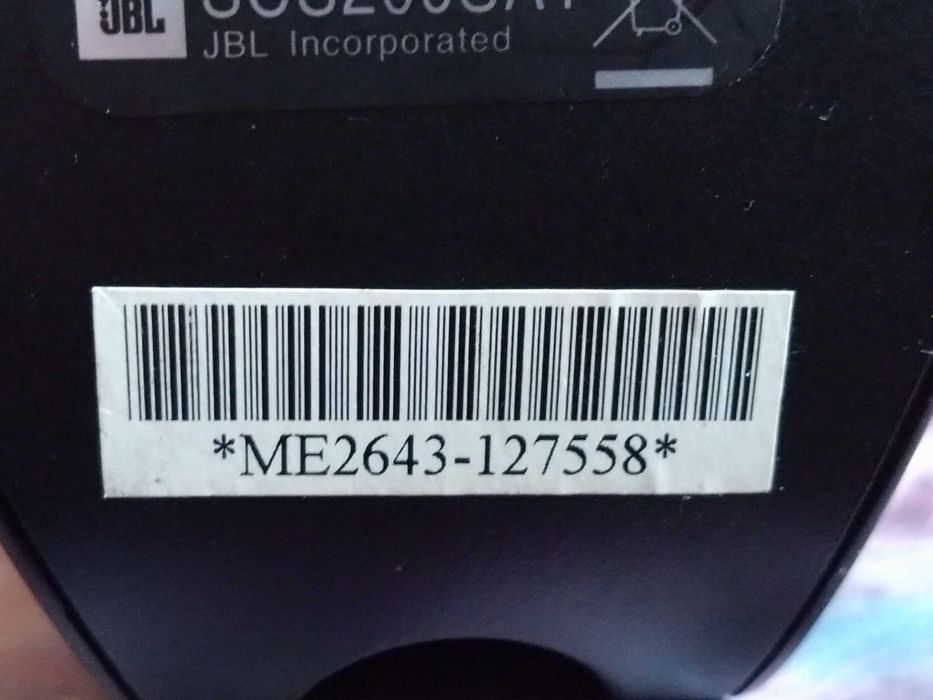 JBL
JBL Incorporated
*ME2643-127558*